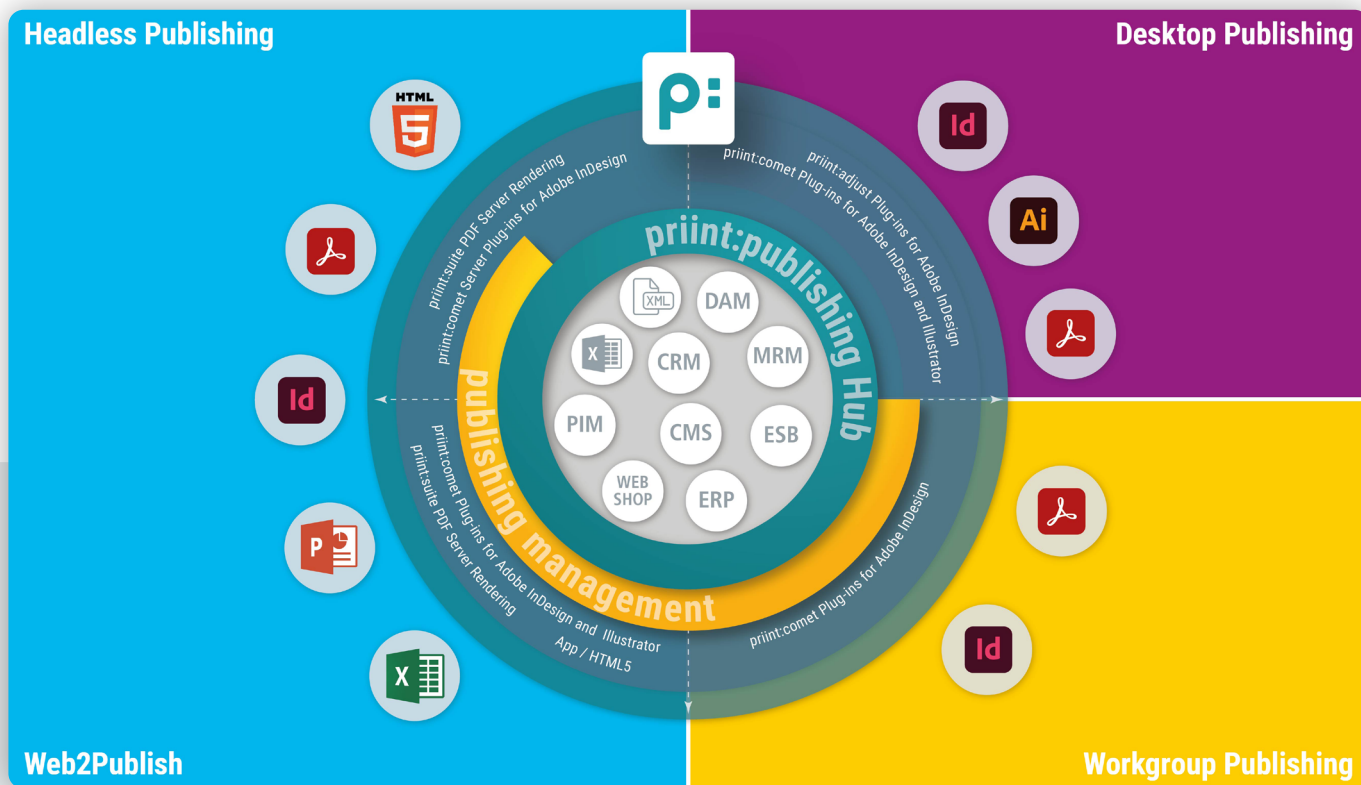 Headless Publishing
Desktop Publishing
p:
HTML
5
Id
Ai
priint:suite PDF Server Rendering
priint:comet Server Plug-ins for Adobe InDesign
priint:adjust Plug-ins for Adobe InDesign
priint:comet Plug-ins for Adobe InDesign and Illustrator
priint:publishing Hub
XML
DAM
X
CRM
MRM
PIM
CMS
ESB
WEB
SHOP
ERP
Id
publishing management
priint:comet Plug-ins for Adobe InDesign and Illustrator
priint:suite PDF Server Rendering
App / HTML5
priint:comet Plug-ins for Adobe InDesign
P
X
Id
Web2Publish
Workgroup Publishing